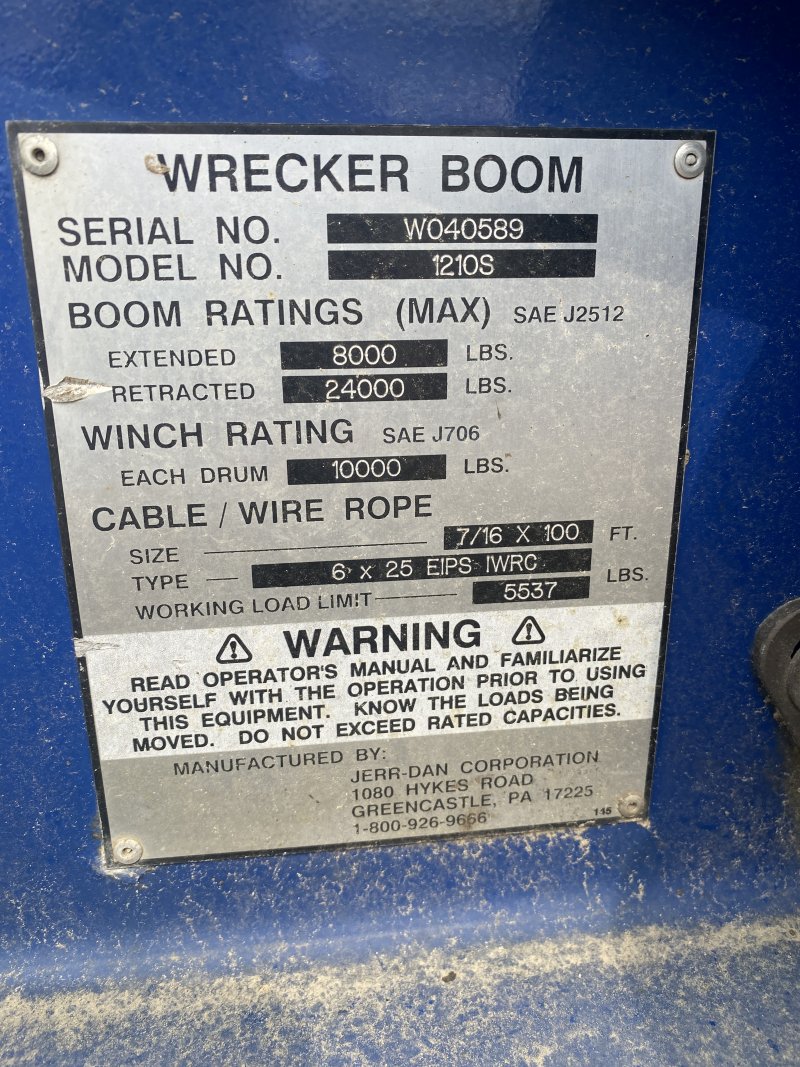 WRECKER BOOM
SERIAL NO. W040589
MODEL NO. 1210S
BOOM RATINGS (MAX) SAE J2512
EXTENDED 8000 LBS.
RETRACTED 24000 LBS.
WINCH RATING SAE J706
EACH DRUM 10000 LBS.
CABLE / WIRE ROPE
SIZE 7/16 X 100 FT.
TYPE 6 x 25 EIPS IWRC
WORKING LOAD LIMIT 5537 LBS.
WARNING
READ OPERATOR'S MANUAL AND FAMILIARIZE
YOURSELF WITH THE OPERATION PRIOR TO USING
THIS EQUIPMENT. KNOW THE LOADS BEING
MOVED. DO NOT EXCEED RATED CAPACITIES.
MANUFACTURED BY:
JERR-DAN CORPORATION
1080 HYKES ROAD
GREENCASTLE, PA 17225
1-800-926-9666